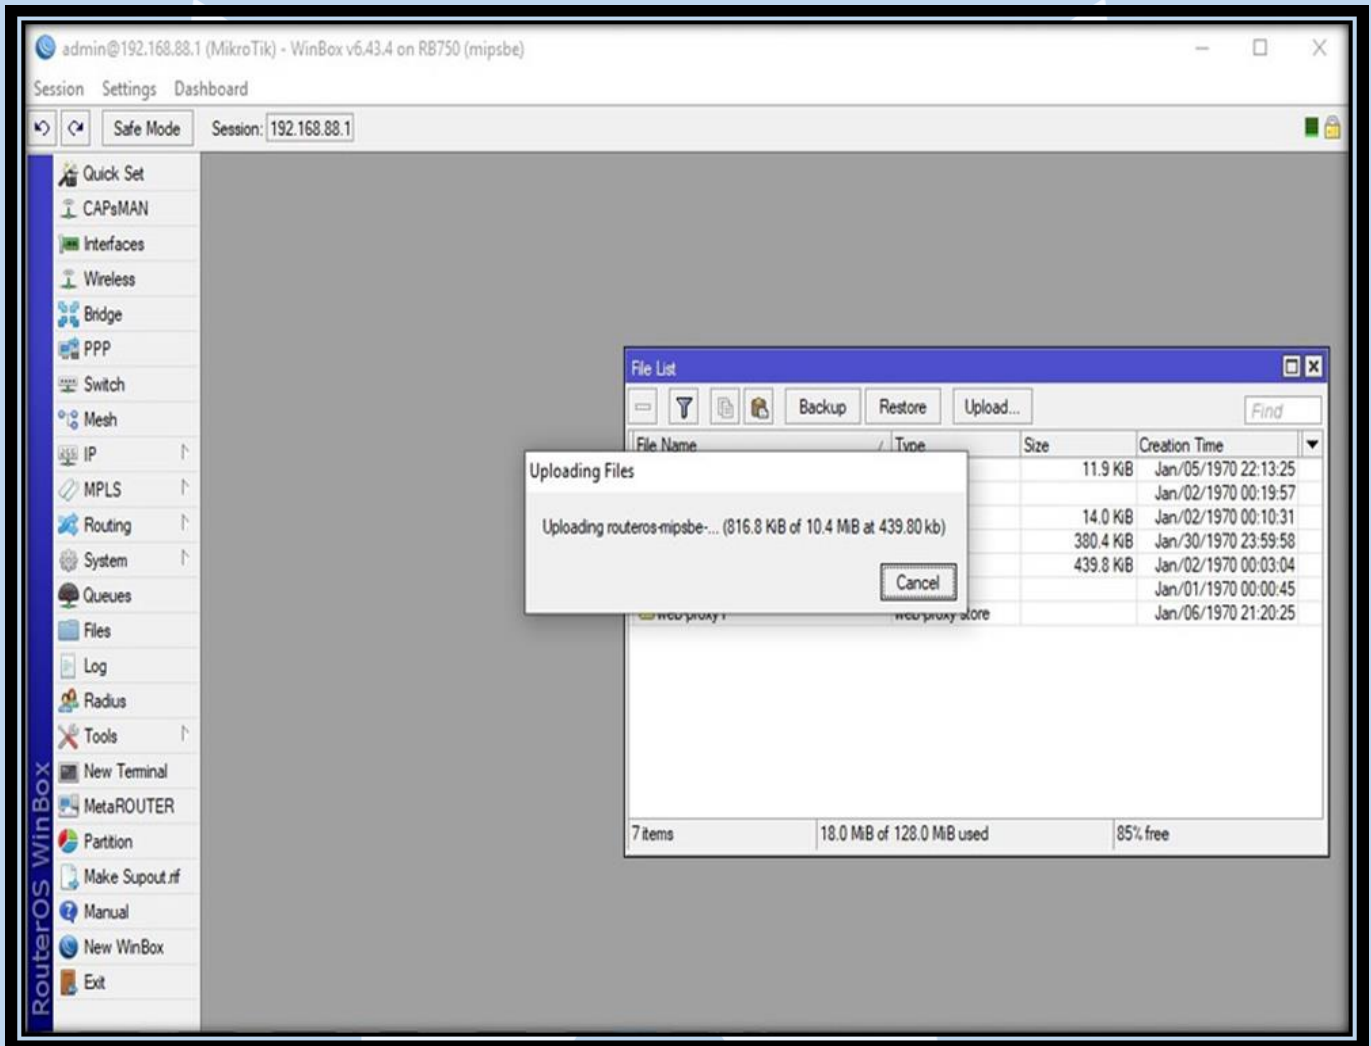 admin@192.168.88.1 (MikroTik) - WinBox v6.43.4 on RB750 (mipsbe)
Session Settings Dashboard
Safe Mode Session: 192.168.88.1
Quick Set
CAPsMAN
Interfaces
Wireless
Bridge
PPP
Switch
Mesh
IP
MPLS
Routing
System
Queues
Files
Log
Radius
Tools
New Terminal
MetaROUTER
Partition
Make Supout.rif
Manual
New WinBox
Exit
RouterOS WinBox
File List
Backup Restore Upload... Find
File Name Type Size Creation Time
11.9 KiB Jan/05/1970 22:13:25
Jan/02/1970 00:19:57
14.0 KiB Jan/02/1970 00:10:31
380.4 KiB Jan/30/1970 23:59:58
439.8 KiB Jan/02/1970 00:03:04
Jan/01/1970 00:00:45
web-proxy1 web-proxy store Jan/06/1970 21:20:25
7 items 18.0 MiB of 128.0 MiB used 85% free
Uploading Files
Uploading routeros-mipsbe-... (816.8 KiB of 10.4 MiB at 439.80 kb)
Cancel